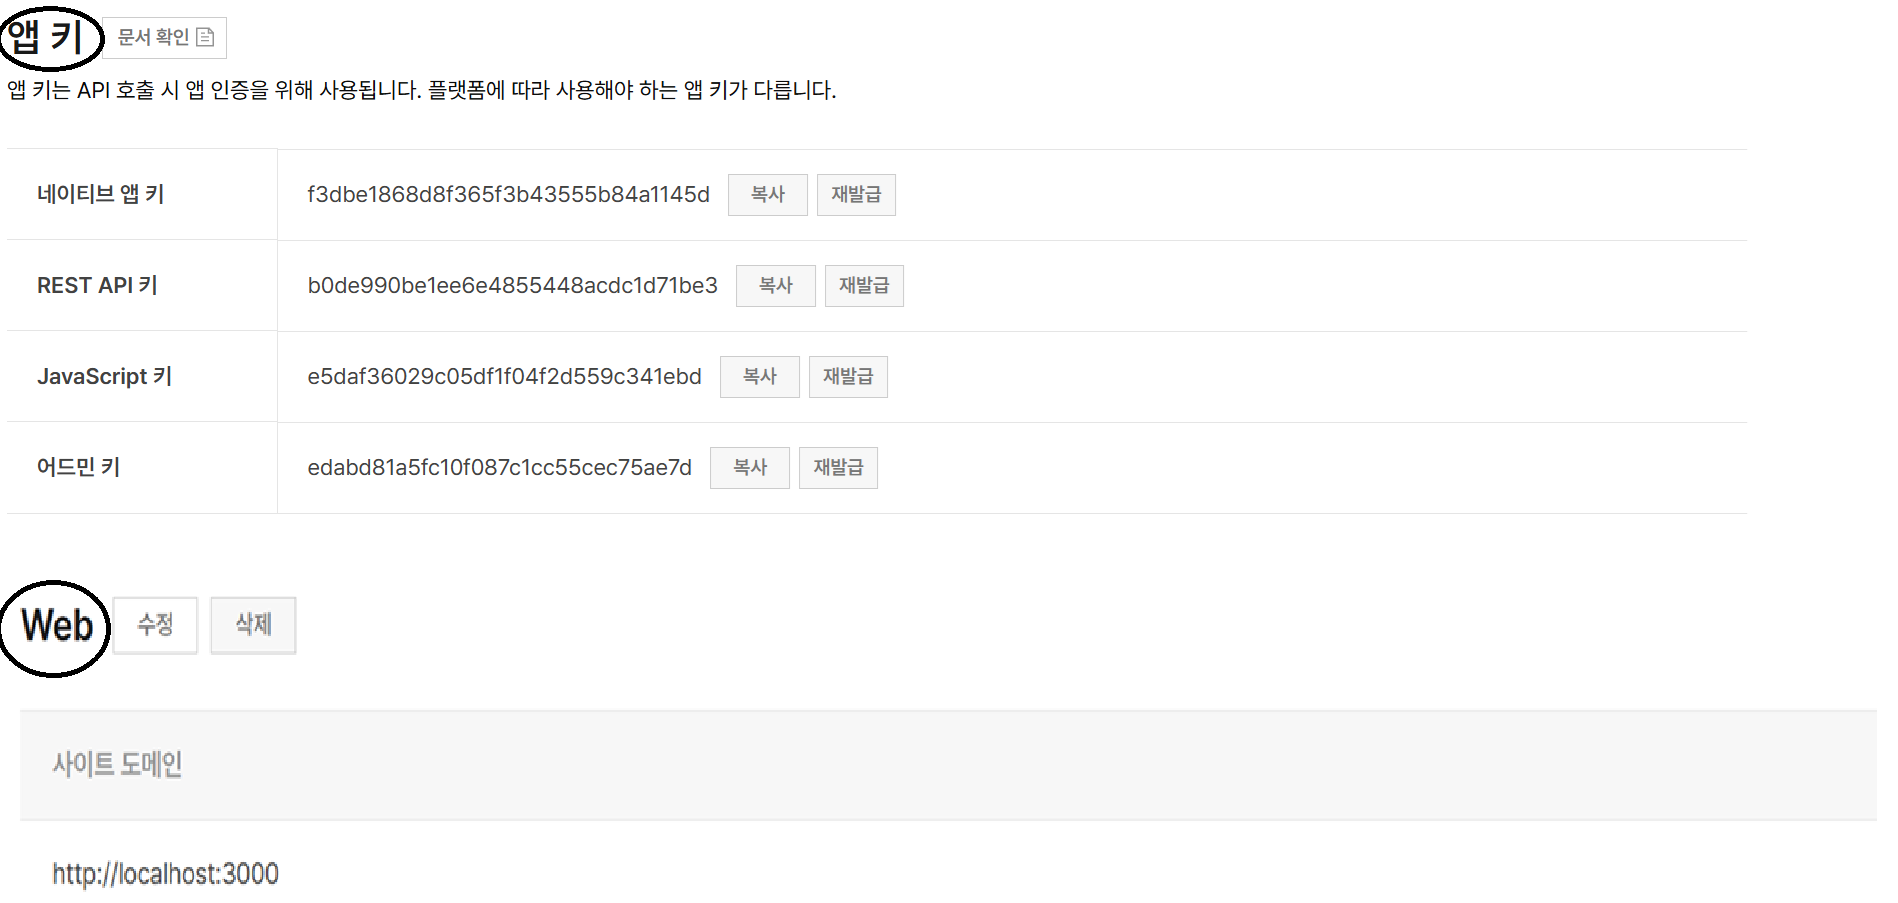 앱 키 문서 확인
앱 키는 API 호출 시 앱 인증을 위해 사용됩니다. 플랫폼에 따라 사용해야 하는 앱 키가 다릅니다.
네이티브 앱 키 f3dbe1868d8f365f3b43555b84a1145d 복사 재발급
REST API 키 b0de990be1ee6e4855448acdc1d71be3 복사 재발급
JavaScript 키 e5daf36029c05df1f04f2d559c341ebd 복사 재발급
어드민 키 edabd81a5fc10f087c1cc55cec75ae7d 복사 재발급
Web 수정 삭제
사이트 도메인
http://localhost:3000